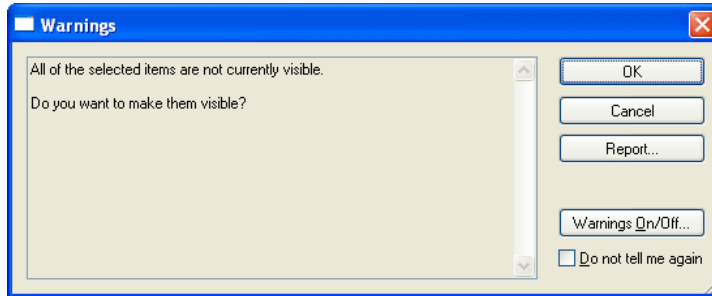 Warnings
All of the selected items are not currently visible.
Do you want to make them visible?
OK
Cancel
Report...
Warnings On/Off...
Do not tell me again